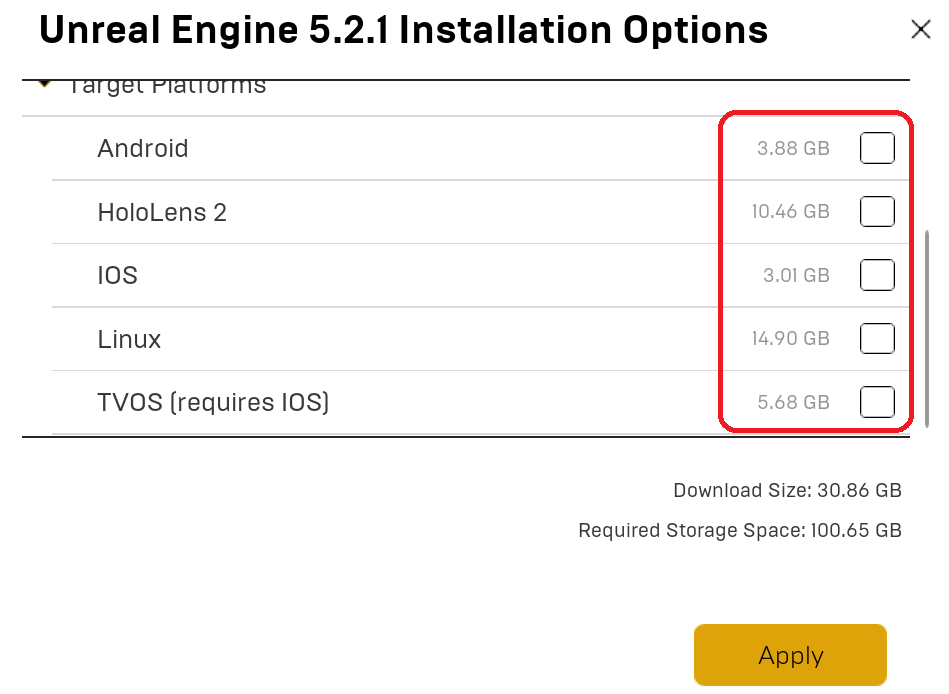 Unreal Engine 5.2.1 Installation Options
Target Platforms
Android 3.88 GB
HoloLens 2 10.46 GB
IOS 3.01 GB
Linux 14.90 GB
TVOS (requires IOS) 5.68 GB
Download Size: 30.86 GB
Required Storage Space: 100.65 GB
Apply